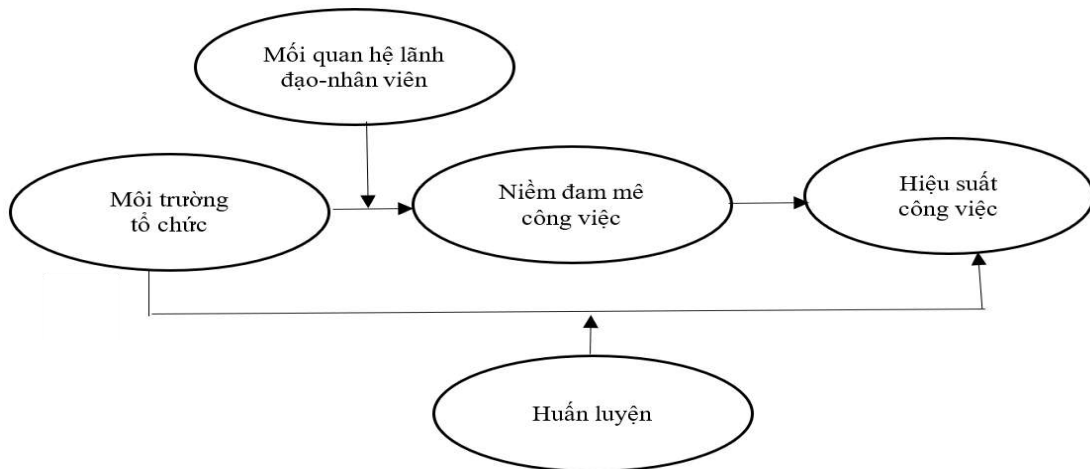 Mối quan hệ lãnh
đạo-nhân viên
Môi trường
tổ chức
Niềm đam mê
công việc
Hiệu suất
công việc
Huấn luyện